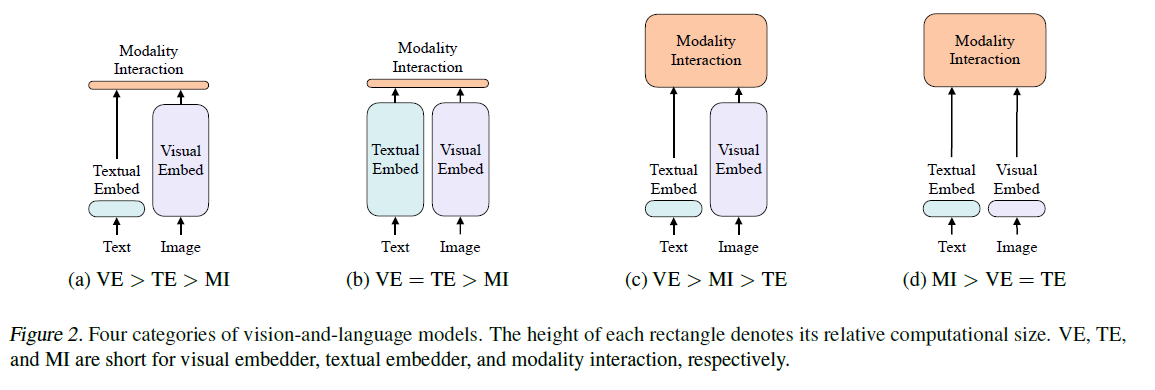 Modality
Interaction
Visual
Embed
Textual
Embed
Text
Image
(a) VE > TE > MI
Modality
Interaction
Textual
Embed
Visual
Embed
Text
Image
(b) VE = TE > MI
Modality
Interaction
Visual
Embed
Textual
Embed
Text
Image
(c) VE > MI > TE
Modality
Interaction
Textual
Embed
Visual
Embed
Text
Image
(d) MI > VE = TE
Figure 2. Four categories of vision-and-language models. The height of each rectangle denotes its relative computational size. VE, TE,
and MI are short for visual embedder, textual embedder, and modality interaction, respectively.